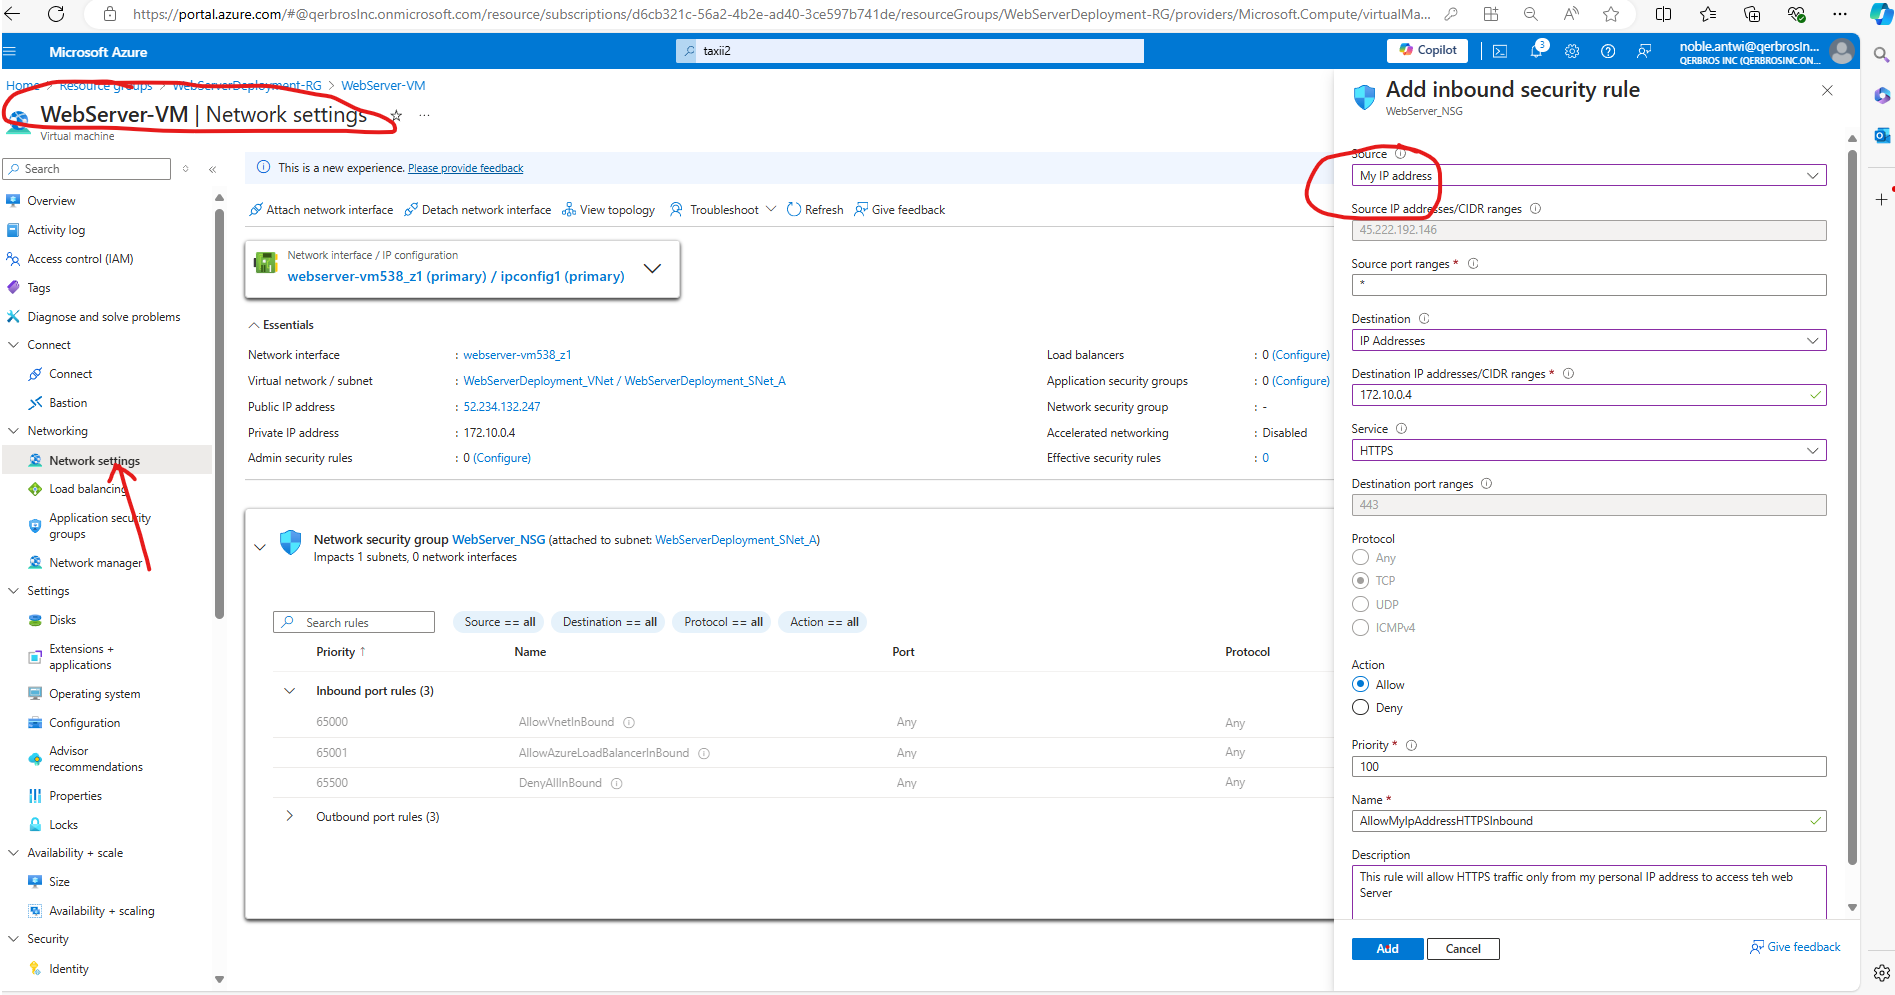 https://portal.azure.com/#@qerbrosInc.onmicrosoft.com/resource/subscriptions/d6cb321c-56a2-4b2e-ad40-3ce597b741de/resourceGroups/WebServerDeployment-RG/providers/Microsoft.Compute/virtualMa...
Microsoft Azure
taxii2
Copilot
3
noble.antwi@qerbrosIn...
QERBROS INC (QERBROSINC.ON...
Home > Resource groups > WebServerDeployment-RG > WebServer-VM
WebServer-VM | Network settings
Virtual machine
Search
Overview
Activity log
Access control (IAM)
Tags
Diagnose and solve problems
Connect
Connect
Bastion
Networking
Network settings
Load balancing
Application security
groups
Network manager
Settings
Disks
Extensions +
applications
Operating system
Configuration
Advisor
recommendations
Properties
Locks
Availability + scale
Size
Availability + scaling
Security
Identity
This is a new experience. Please provide feedback
Attach network interface
Detach network interface
View topology
Troubleshoot
Refresh
Give feedback
Network interface / IP configuration
webserver-vm538_z1 (primary) / ipconfig1 (primary)
Essentials
Network interface : webserver-vm538_z1
Virtual network / subnet : WebServerDeployment_VNet / WebServerDeployment_SNet_A
Public IP address : 52.234.132.247
Private IP address : 172.10.0.4
Admin security rules : 0 (Configure)
Load balancers : 0 (Configure)
Application security groups : 0 (Configure)
Network security group : -
Accelerated networking : Disabled
Effective security rules : 0
Network security group WebServer_NSG (attached to subnet: WebServerDeployment_SNet_A)
Impacts 1 subnets, 0 network interfaces
Search rules
Source == all
Destination == all
Protocol == all
Action == all
Priority ↑ Name Port Protocol
Inbound port rules (3)
65000 AllowVnetInBound Any Any
65001 AllowAzureLoadBalancerInBound Any Any
65500 DenyAllInBound Any Any
Outbound port rules (3)
Add inbound security rule
WebServer_NSG
Source
My IP address
Source IP addresses/CIDR ranges
45.222.192.146
Source port ranges *
*
Destination
IP Addresses
Destination IP addresses/CIDR ranges *
172.10.0.4
Service
HTTPS
Destination port ranges
443
Protocol
Any
TCP
UDP
ICMPv4
Action
Allow
Deny
Priority *
100
Name *
AllowMyIpAddressHTTPSInbound
Description
This rule will allow HTTPS traffic only from my personal IP address to access teh web
Server
Add
Cancel
Give feedback